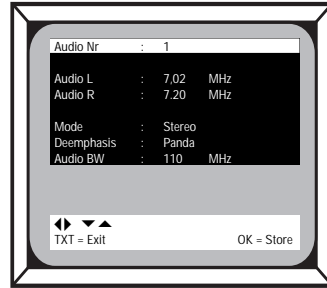 Audio Nr : 1
Audio L : 7,02 MHz
Audio R : 7.20 MHz
Mode : Stereo
Deemphasis : Panda
Audio BW : 110 MHz
TXT = Exit OK = Store